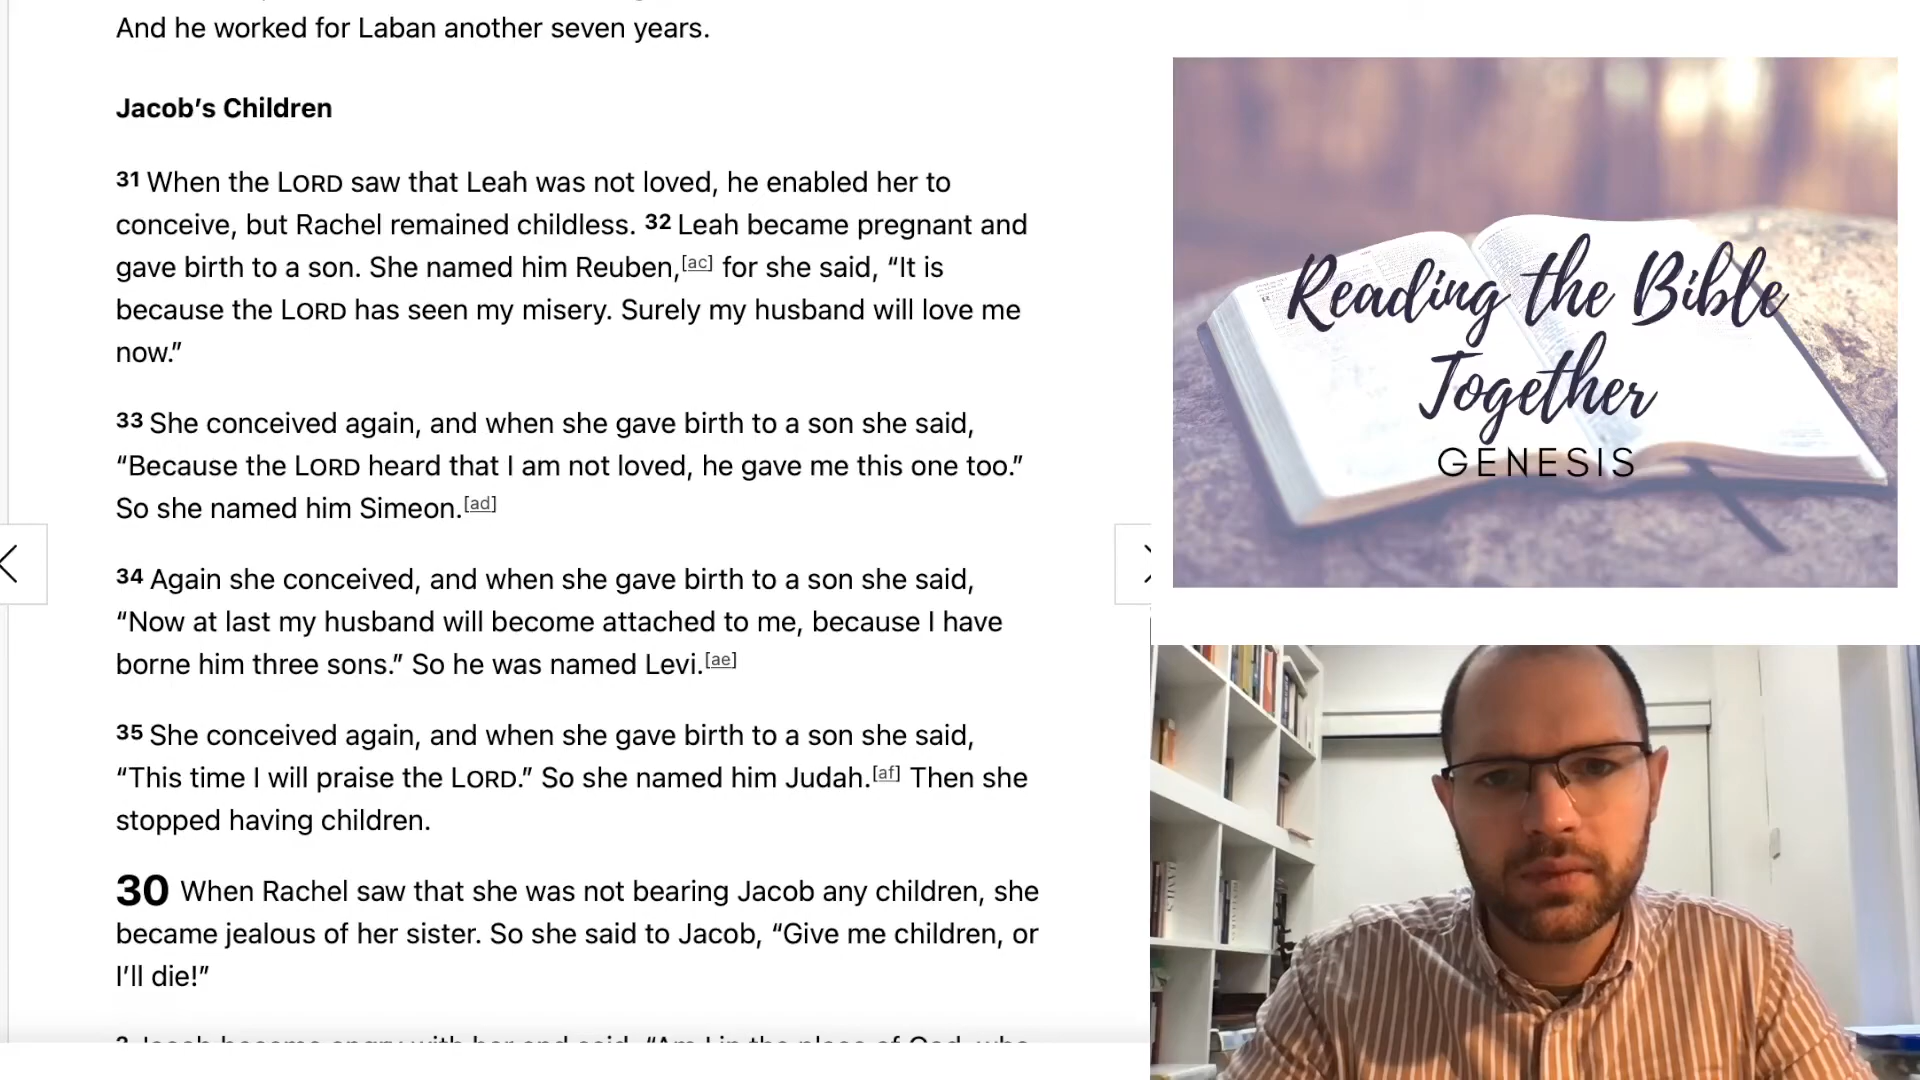 And he worked for Laban another seven years.
Jacob’s Children
31 When the LORD saw that Leah was not loved, he enabled her to
conceive, but Rachel remained childless. 32 Leah became pregnant and
gave birth to a son. She named him Reuben,[ac] for she said, “It is
because the LORD has seen my misery. Surely my husband will love me
now.”
33 She conceived again, and when she gave birth to a son she said,
“Because the LORD heard that I am not loved, he gave me this one too.”
So she named him Simeon.[ad]
34 Again she conceived, and when she gave birth to a son she said,
“Now at last my husband will become attached to me, because I have
borne him three sons.” So he was named Levi.[ae]
35 She conceived again, and when she gave birth to a son she said,
“This time I will praise the LORD.” So she named him Judah.[af] Then she
stopped having children.
30 When Rachel saw that she was not bearing Jacob any children, she
became jealous of her sister. So she said to Jacob, “Give me children, or
I’ll die!”
Reading the Bible
Together
GENESIS